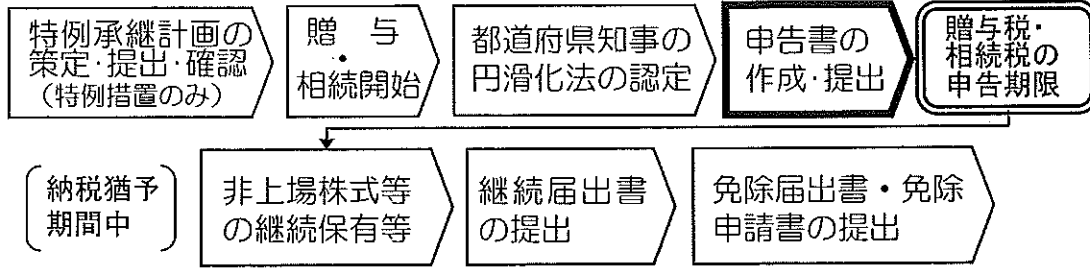 特例承継計画の
策定・提出・確認
（特例措置のみ）
贈与
・
相続開始
都道府県知事の
円滑化法の認定
申告書の
作成・提出
贈与税・
相続税の
申告期限
納税猶予
期間中
非上場株式等
の継続保有等
継続届出書
の提出
免除届出書・免除
申請書の提出